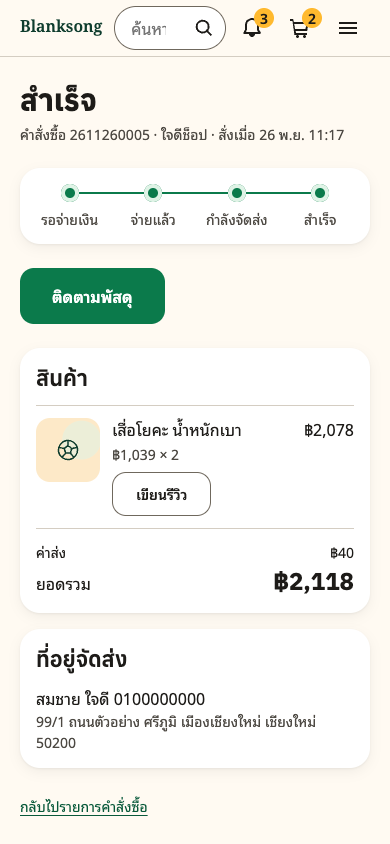 Blanksong
ค้นหา
3
2
สำเร็จ
คำสั่งซื้อ 2611260005 · ใจดีช็อป · สั่งเมื่อ 26 พ.ย. 11:17
รอจ่ายเงิน
จ่ายแล้ว
กำลังจัดส่ง
สำเร็จ
ติดตามพัสดุ
สินค้า
เสื่อโยคะ น้ำหนักเบา ฿2,078
฿1,039 × 2
เขียนรีวิว
ค่าส่ง ฿40
ยอดรวม ฿2,118
ที่อยู่จัดส่ง
สมชาย ใจดี 0100000000
99/1 ถนนตัวอย่าง ศรีภูมิ เมืองเชียงใหม่ เชียงใหม่
50200
กลับไปรายการคำสั่งซื้อ